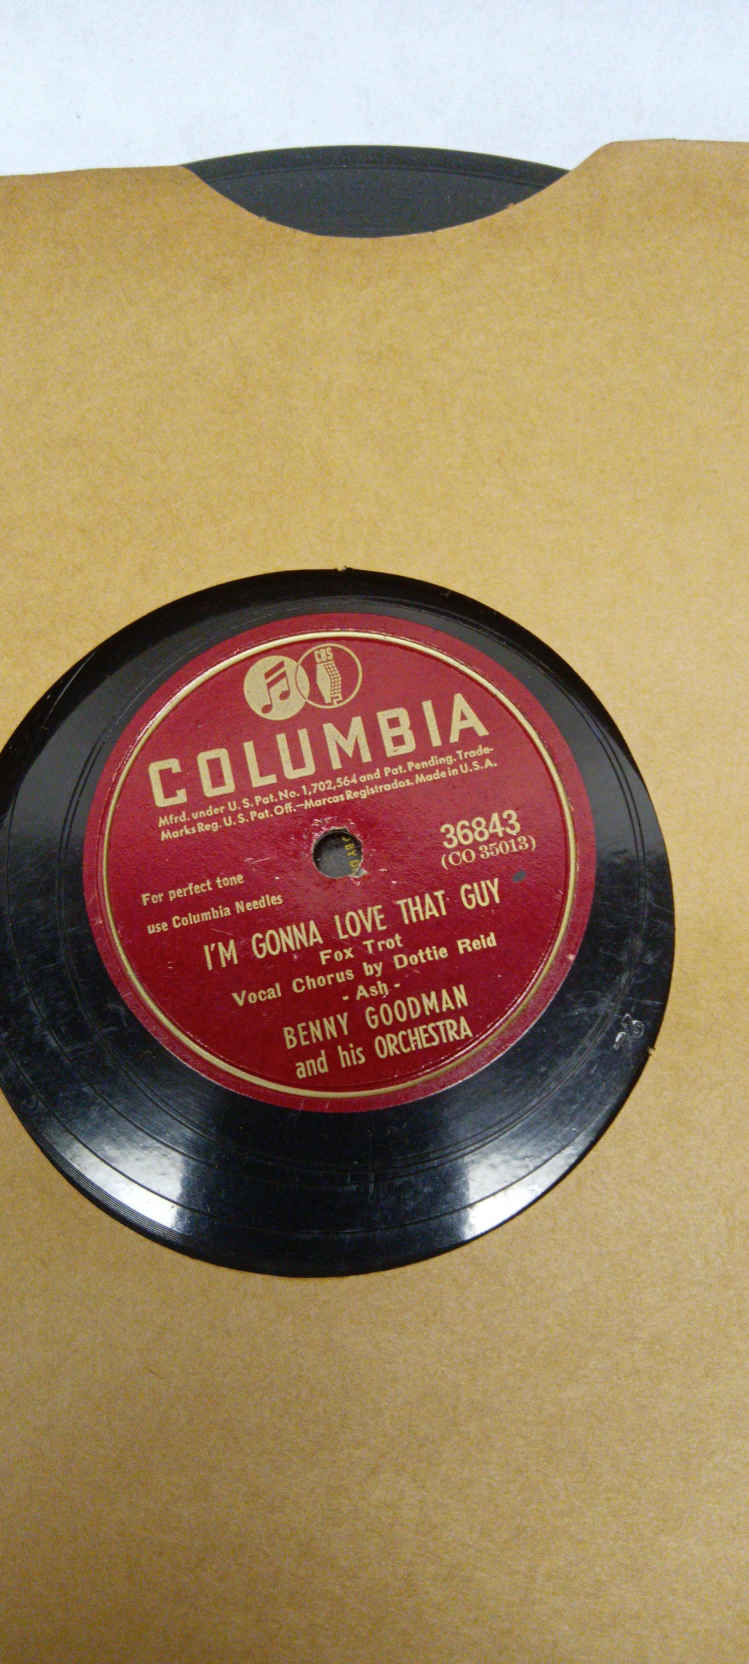 CBS
COLUMBIA
Mfrd. under U. S. Pat. No. 1,702,564 and Pat. Pending. Trade-
Marks Reg. U. S. Pat. Off.—Marcas Registradas. Made in U. S. A.
36843
(CO 35013)
For perfect tone
use Columbia Needles
I'M GONNA LOVE THAT GUY
Fox Trot
Vocal Chorus by Dottie Reid
- Ash -
BENNY GOODMAN
and his ORCHESTRA